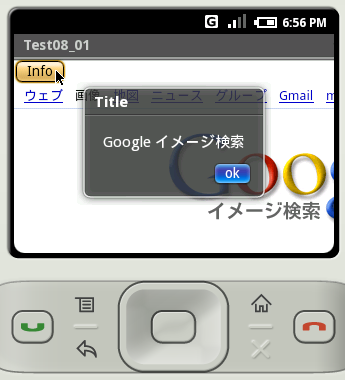 G 6:56 PM
Test08_01
Info
ウェブ 画像 地図 ニュース グループ Gmail
Title
Google イメージ検索
ok
Goo
イメージ検索